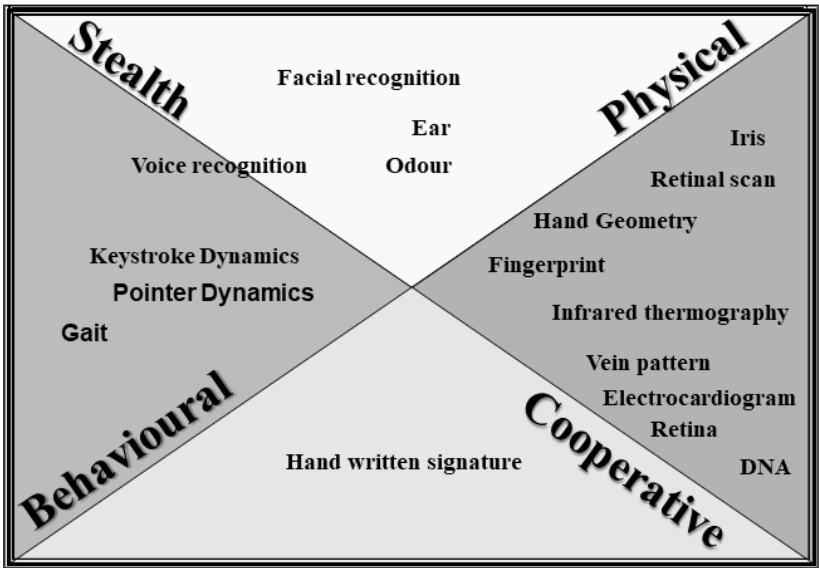 Stealth
Physical
Facial recognition
Ear
Iris
Voice recognition
Odour
Retinal scan
Hand Geometry
Keystroke Dynamics
Fingerprint
Pointer Dynamics
Infrared thermography
Gait
Vein pattern
Behavioural
Cooperative
Electrocardiogram
Retina
Hand written signature
DNA